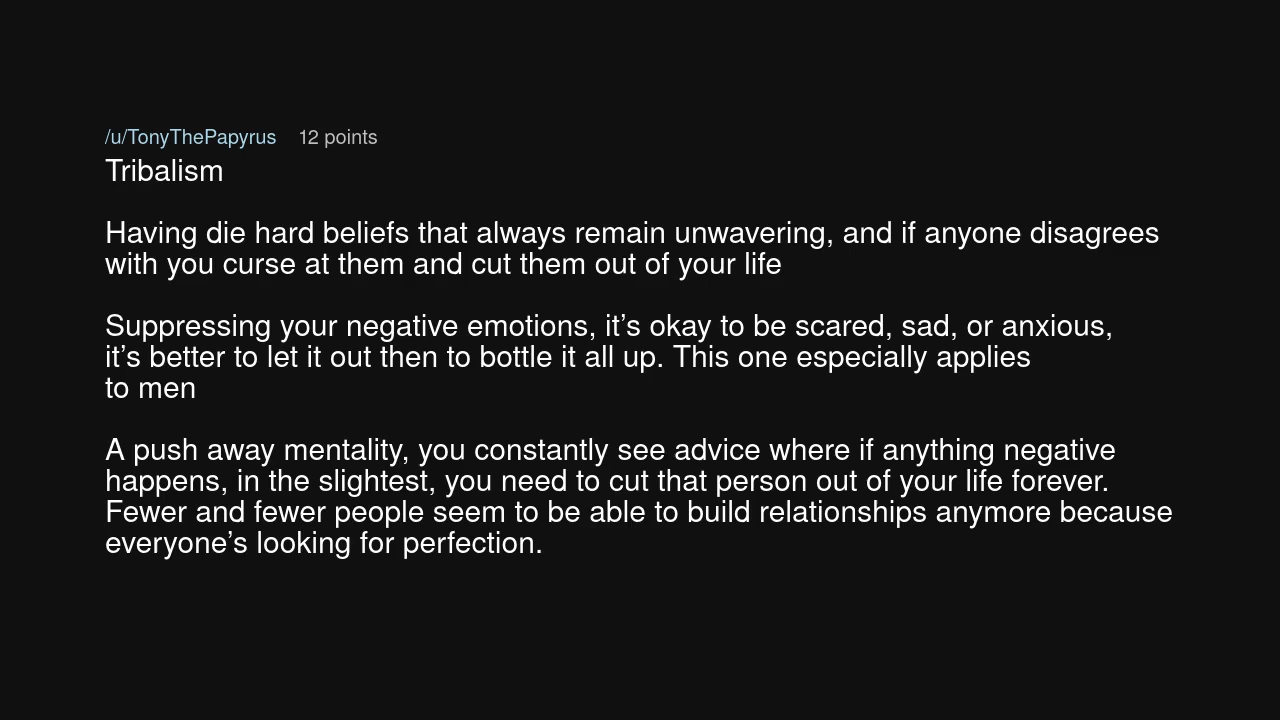 /u/TonyThePapyrus 12 points
Tribalism
Having die hard beliefs that always remain unwavering, and if anyone disagrees
with you curse at them and cut them out of your life
Suppressing your negative emotions, it’s okay to be scared, sad, or anxious,
it’s better to let it out then to bottle it all up. This one especially applies
to men
A push away mentality, you constantly see advice where if anything negative
happens, in the slightest, you need to cut that person out of your life forever.
Fewer and fewer people seem to be able to build relationships anymore because
everyone’s looking for perfection.